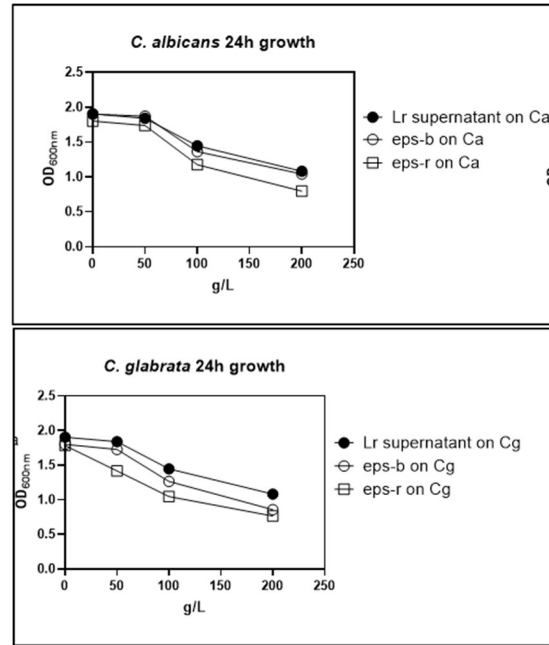 C. albicans 24h growth
2.5
2.0
1.5
1.0
0.5
0.0
OD600nm
0 50 100 150 200 250
g/L
Lr supernatant on Ca
eps-b on Ca
eps-r on Ca
C. glabrata 24h growth
2.5
2.0
1.5
1.0
0.5
0.0
OD600nm
0 50 100 150 200 250
g/L
Lr supernatant on Cg
eps-b on Cg
eps-r on Cg